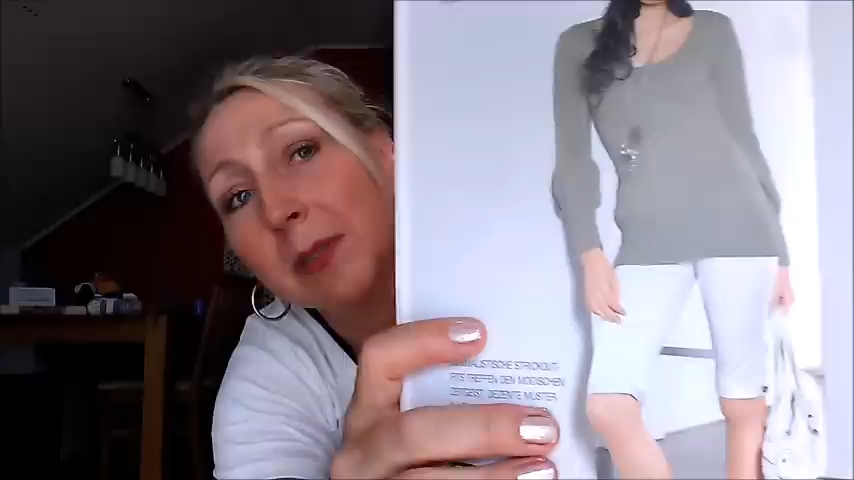 MALISTISCHE STRICKOUT-
FITS TREFFEN DEN MODISCHEN
ZEITGEIST. DEZENTE MUSTER